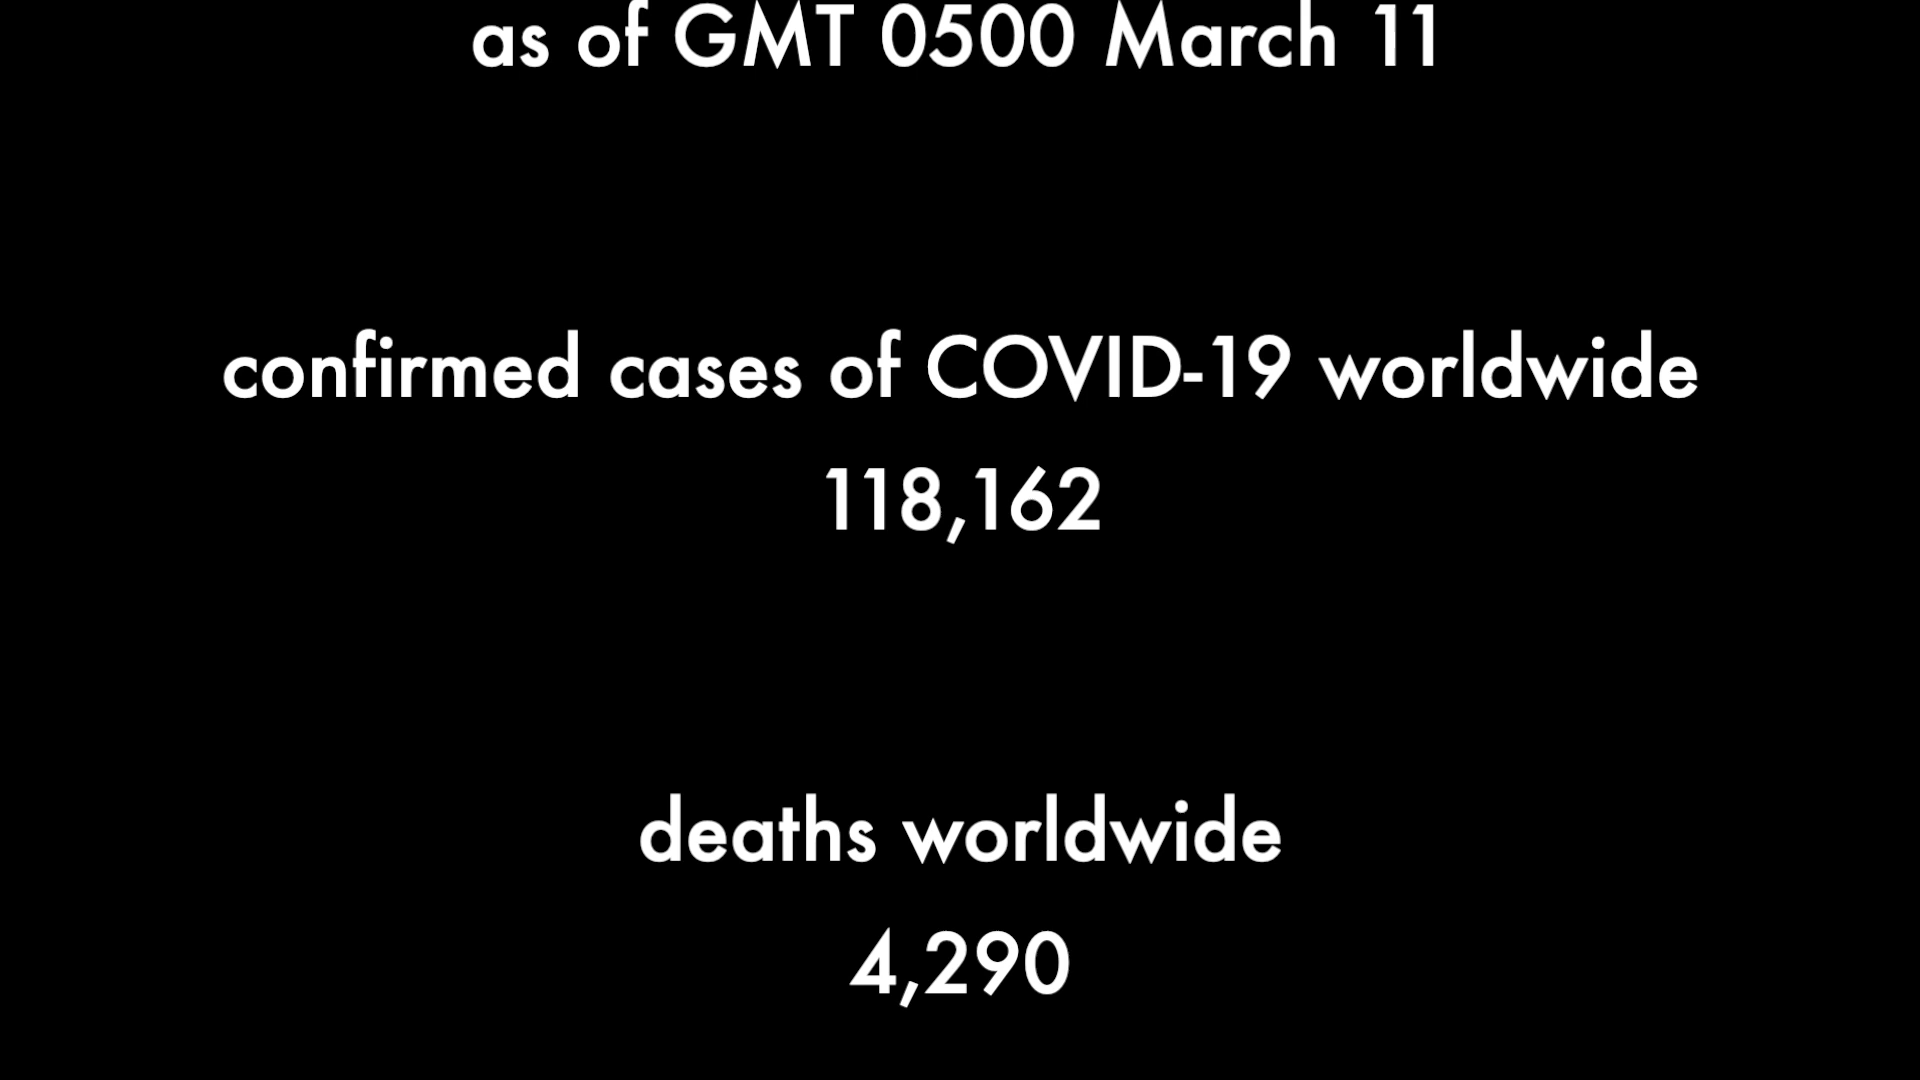 as of GMT 0500 March 11
confirmed cases of COVID-19 worldwide
118,162
deaths worldwide
4,290